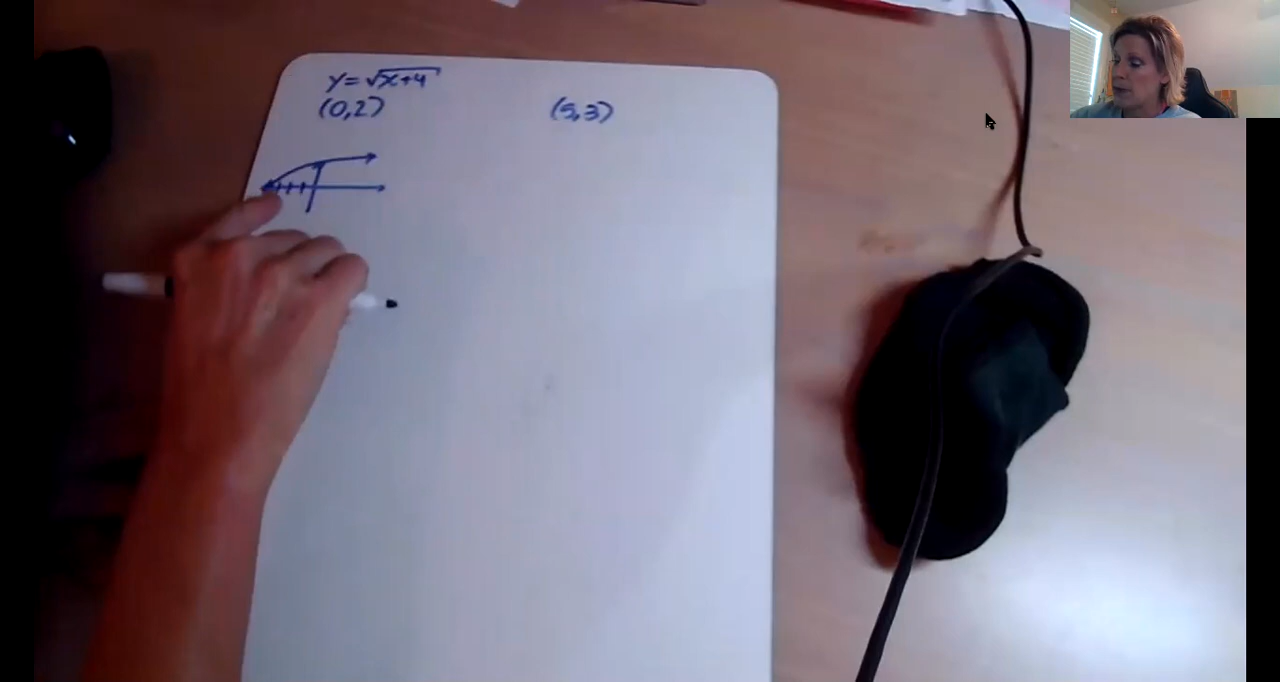 y=√x+4
(0,2) (5,3)